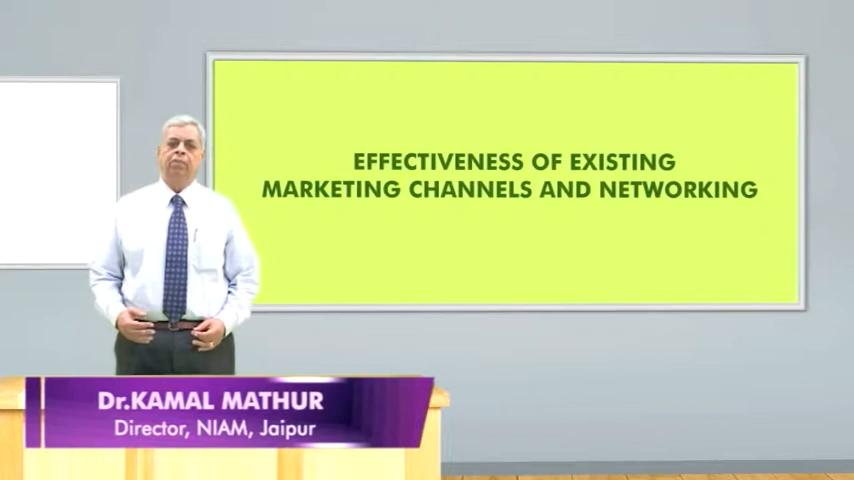 EFFECTIVENESS OF EXISTING
MARKETING CHANNELS AND NETWORKING
Dr.KAMAL MATHUR
Director, NIAM, Jaipur